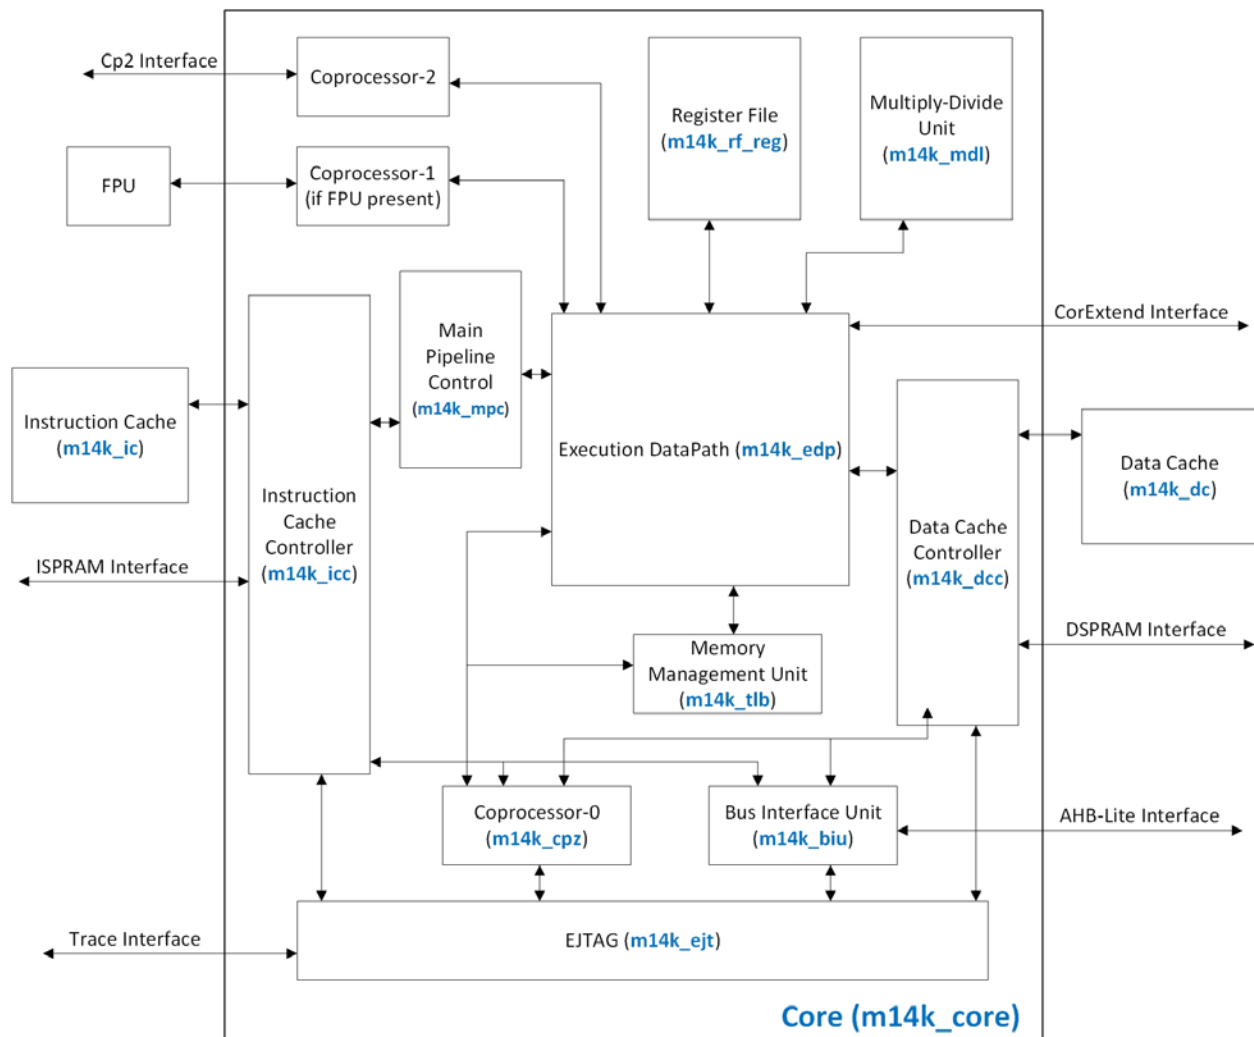 Cp2 Interface
Coprocessor-2
Register File
(m14k_rf_reg)
Multiply-Divide
Unit
(m14k_mdl)
FPU
Coprocessor-1
(if FPU present)
CorExtend Interface
Main
Pipeline
Control
(m14k_mpc)
Instruction Cache
(m14k_ic)
Execution DataPath (m14k_edp)
Data Cache
(m14k_dc)
Instruction
Cache
Controller
(m14k_icc)
Data Cache
Controller
(m14k_dcc)
ISPRAM Interface
DSPRAM Interface
Memory
Management Unit
(m14k_tlb)
Coprocessor-0
(m14k_cpz)
Bus Interface Unit
(m14k_biu)
AHB-Lite Interface
Trace Interface
EJTAG (m14k_ejt)
Core (m14k_core)